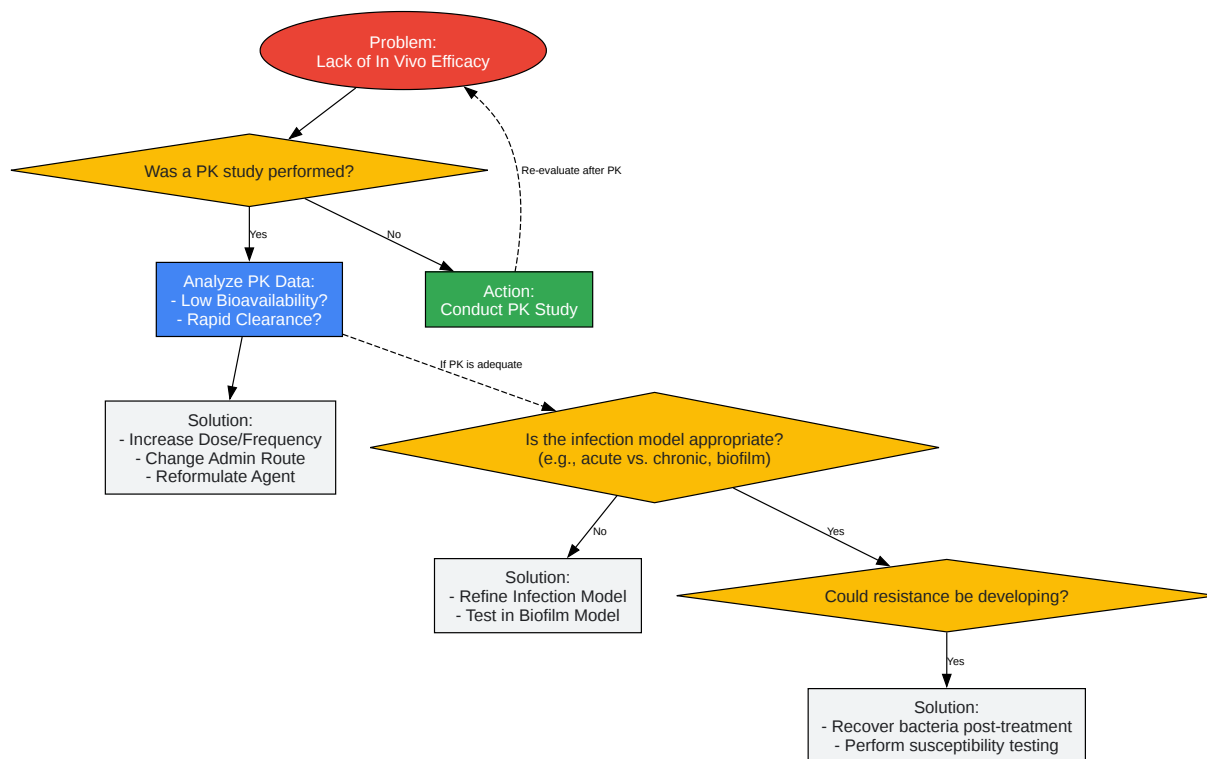 Problem:
Lack of In Vivo Efficacy
Was a PK study performed?
Re-evaluate after PK
Yes
No
Analyze PK Data:
- Low Bioavailability?
- Rapid Clearance?
Action:
Conduct PK Study
If PK is adequate
Solution:
- Increase Dose/Frequency
- Change Admin Route
- Reformulate Agent
Is the infection model appropriate?
(e.g., acute vs. chronic, biofilm)
No
Yes
Solution:
- Refine Infection Model
- Test in Biofilm Model
Could resistance be developing?
Yes
Solution:
- Recover bacteria post-treatment
- Perform susceptibility testing